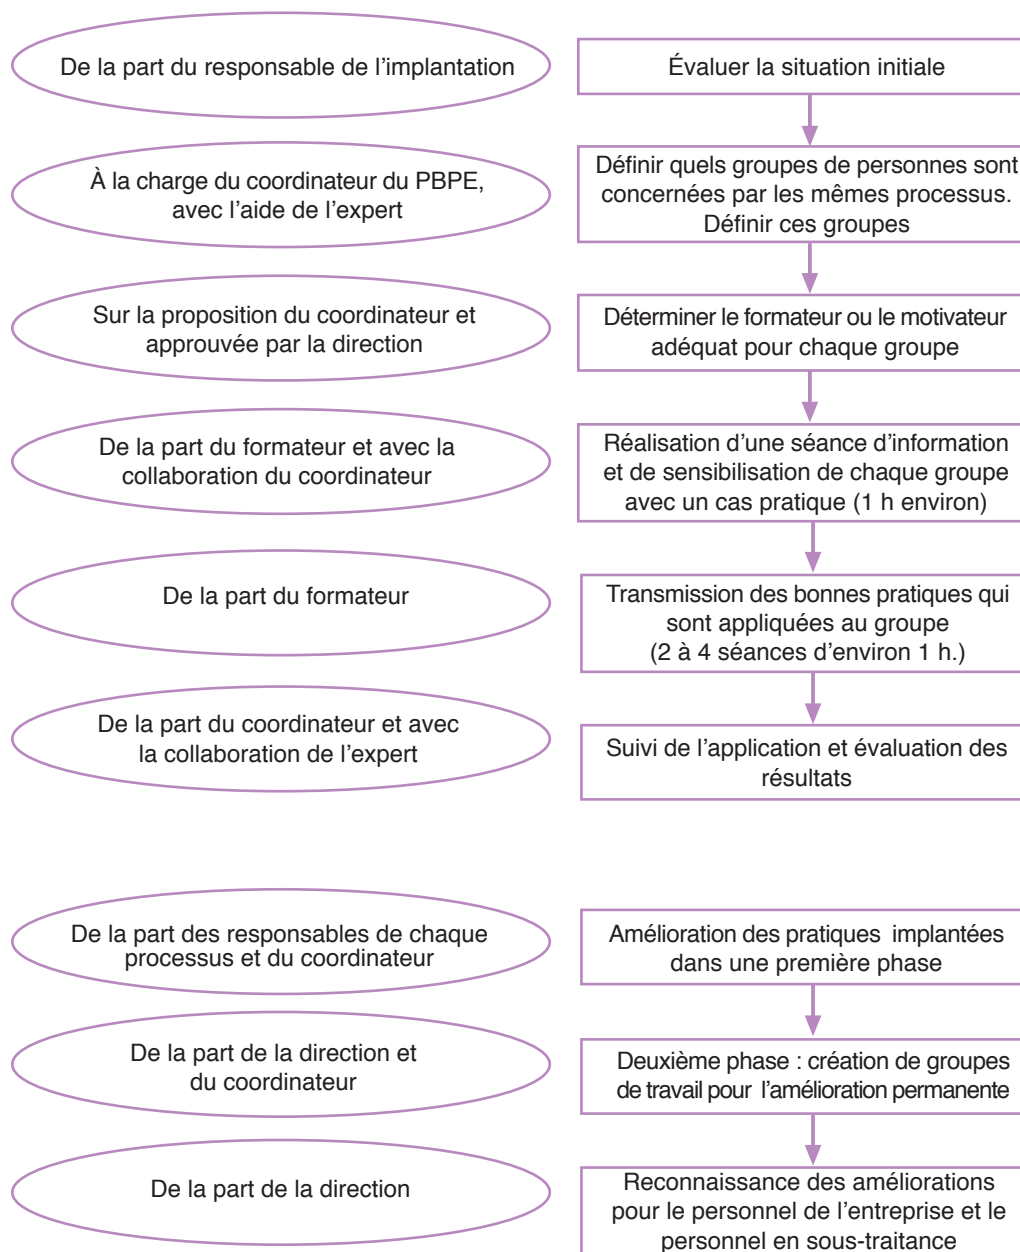 De la part du responsable de l’implantation
Évaluer la situation initiale
À la charge du coordinateur du PBPE,
avec l’aide de l’expert
Définir quels groupes de personnes sont
concernées par les mêmes processus.
Définir ces groupes
Sur la proposition du coordinateur et
approuvée par la direction
Déterminer le formateur ou le motivateur
adéquat pour chaque groupe
De la part du formateur et avec la
collaboration du coordinateur
Réalisation d’une séance d’information
et de sensibilisation de chaque groupe
avec un cas pratique (1 h environ)
De la part du formateur
Transmission des bonnes pratiques qui
sont appliquées au groupe
(2 à 4 séances d’environ 1 h.)
De la part du coordinateur et avec
la collaboration de l’expert
Suivi de l’application et évaluation des
résultats
De la part des responsables de chaque
processus et du coordinateur
Amélioration des pratiques implantées
dans une première phase
De la part de la direction et
du coordinateur
Deuxième phase : création de groupes
de travail pour l’amélioration permanente
De la part de la direction
Reconnaissance des améliorations
pour le personnel de l’entreprise et le
personnel en sous-traitance